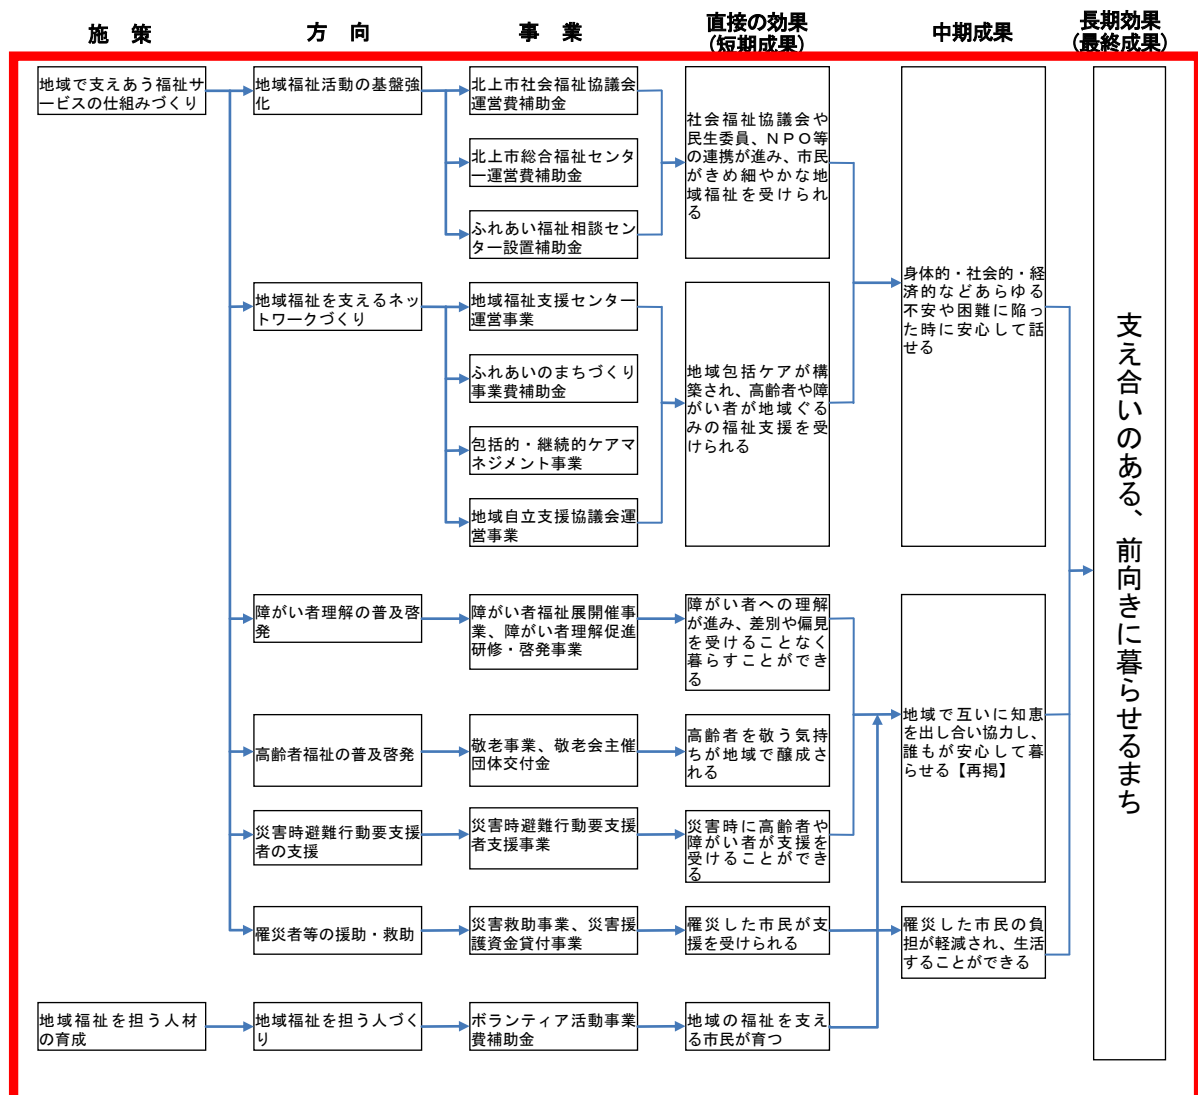 施 策
方 向
事 業
直接の効果
(短期成果)
中期成果
長期効果
(最終成果)
地域で支えあう福祉サ
ービスの仕組みづくり
地域福祉活動の基盤強
化
北上市社会福祉協議会
運営費補助金
北上市総合福祉センタ
ー運営費補助金
ふれあい福祉相談セン
ター設置補助金
社会福祉協議会や
民生委員、NPO等
の連携が進み、市民
がきめ細やかな地
域福祉を受けられ
る
地域福祉を支えるネッ
トワークづくり
地域福祉支援センター
運営事業
ふれあいのまちづくり
事業費補助金
包括的・継続的ケアマ
ネジメント事業
地域自立支援協議会運
営事業
地域包括ケアが構
築され、高齢者や障
がい者が地域ぐる
みの福祉支援を受
けられる
身体的・社会的・経
済的などあらゆる
不安や困難に陥っ
た時に安心して話
せる
障がい者理解の普及啓
発
障がい者福祉展開催事
業、障がい者理解促進
研修・啓発事業
障がい者への理解
が進み、差別や偏見
を受けることなく
暮らすことができ
る
高齢者福祉の普及啓発
敬老事業、敬老会主催
団体交付金
高齢者を敬う気持
ちが地域で醸成さ
れる
災害時避難行動要支援
者の支援
災害時避難行動要支援
者支援事業
災害時に高齢者や
障がい者が支援を
受けることができ
る
地域で互いに知恵
を出し合い協力し、
誰もが安心して暮
らせる【再掲】
罹災者等の援助・救助
災害救助事業、災害援
護資金貸付事業
罹災した市民が支
援を受けられる
罹災した市民の負
担が軽減され、生活
することができる
地域福祉を担う人材
の育成
地域福祉を担う人づく
り
ボランティア活動事業
費補助金
地域の福祉を支え
る市民が育つ
支え合いのある、前向きに暮らせるまち